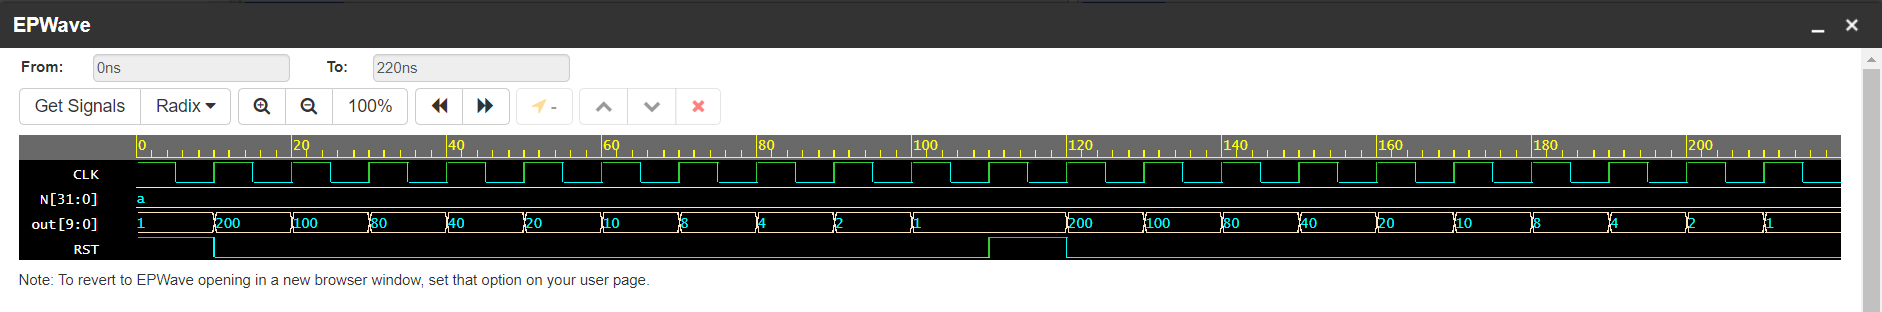 EPWave
From: 0ns To: 220ns
Get Signals Radix 100% -
0 20 40 60 80 100 120 140 160 180 200
CLK
N[31:0] a
out[9:0] 1 200 100 80 40 20 10 8 4 2 1 200 100 80 40 20 10 8 4 2 1
RST
Note: To revert to EPWave opening in a new browser window, set that option on your user page.